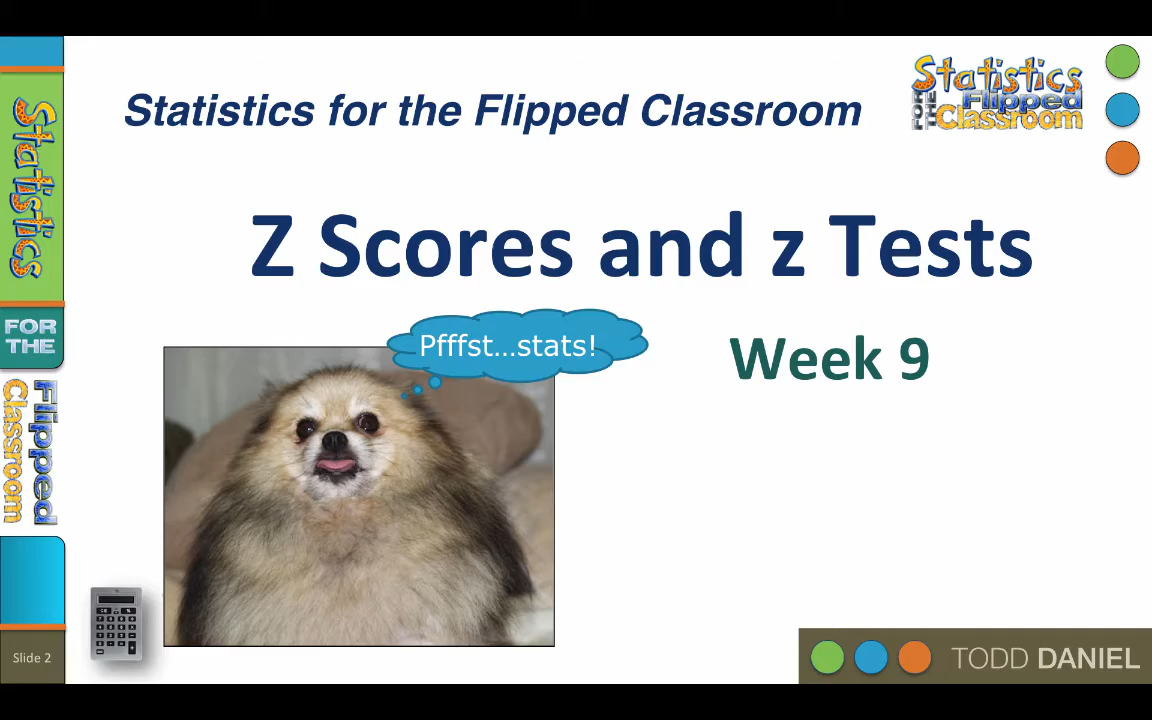 Statistics for the Flipped Classroom
Statistics
FOR THE Flipped
Classroom
Z Scores and z Tests
Pfffst...stats!
Week 9
Statistics
FOR
THE
Flipped
Classroom
Slide 2
TODD DANIEL